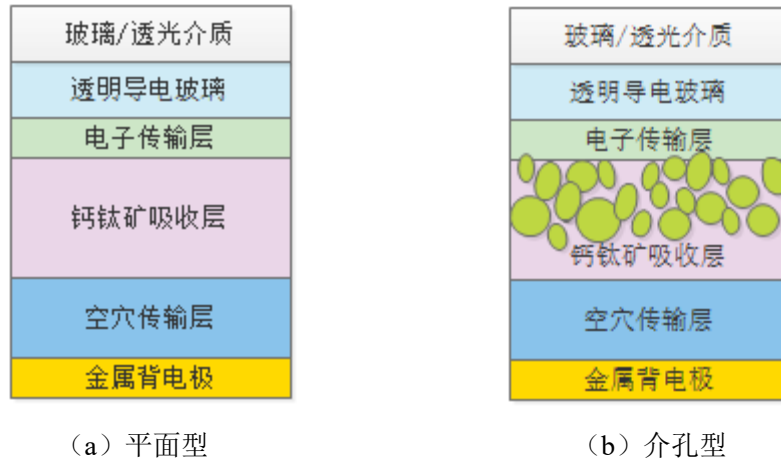 玻璃/透光介质
透明导电玻璃
电子传输层
钙钛矿吸收层
空穴传输层
金属背电极
（a）平面型
玻璃/透光介质
透明导电玻璃
电子传输层
钙钛矿吸收层
空穴传输层
金属背电极
（b）介孔型